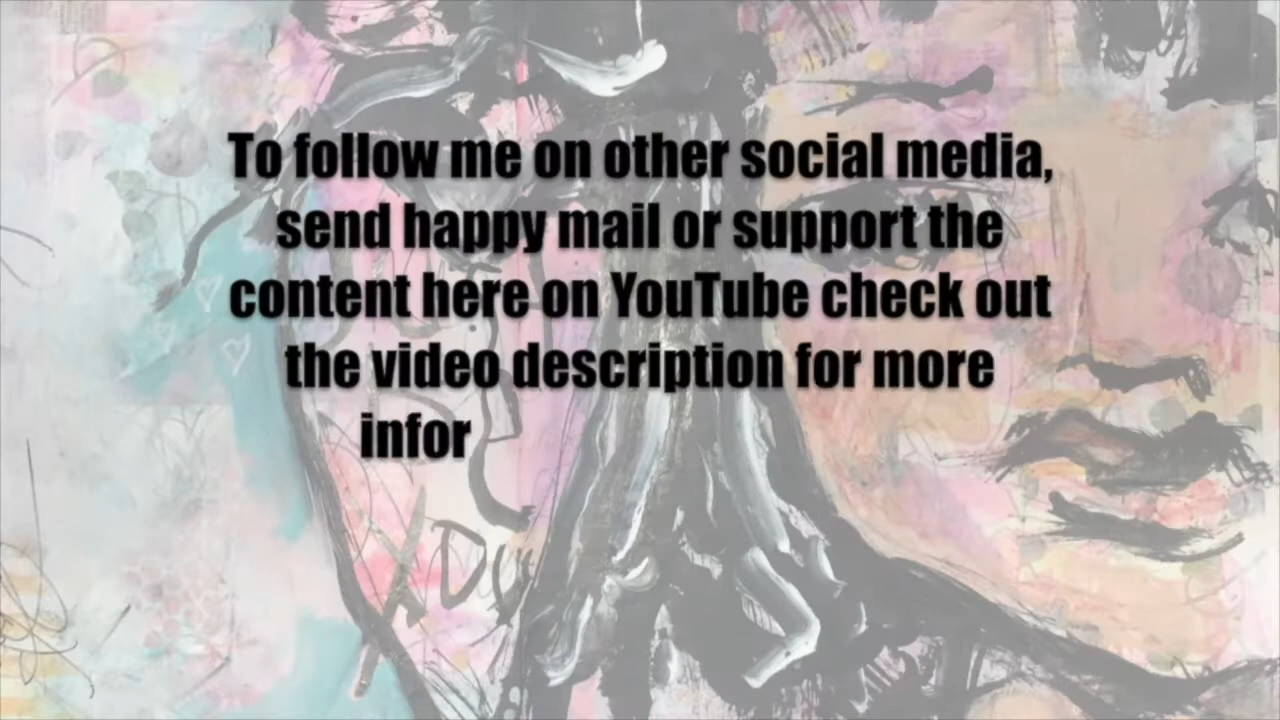 To follow me on other social media,
send happy mail or support the
content here on YouTube check out
the video description for more
infor